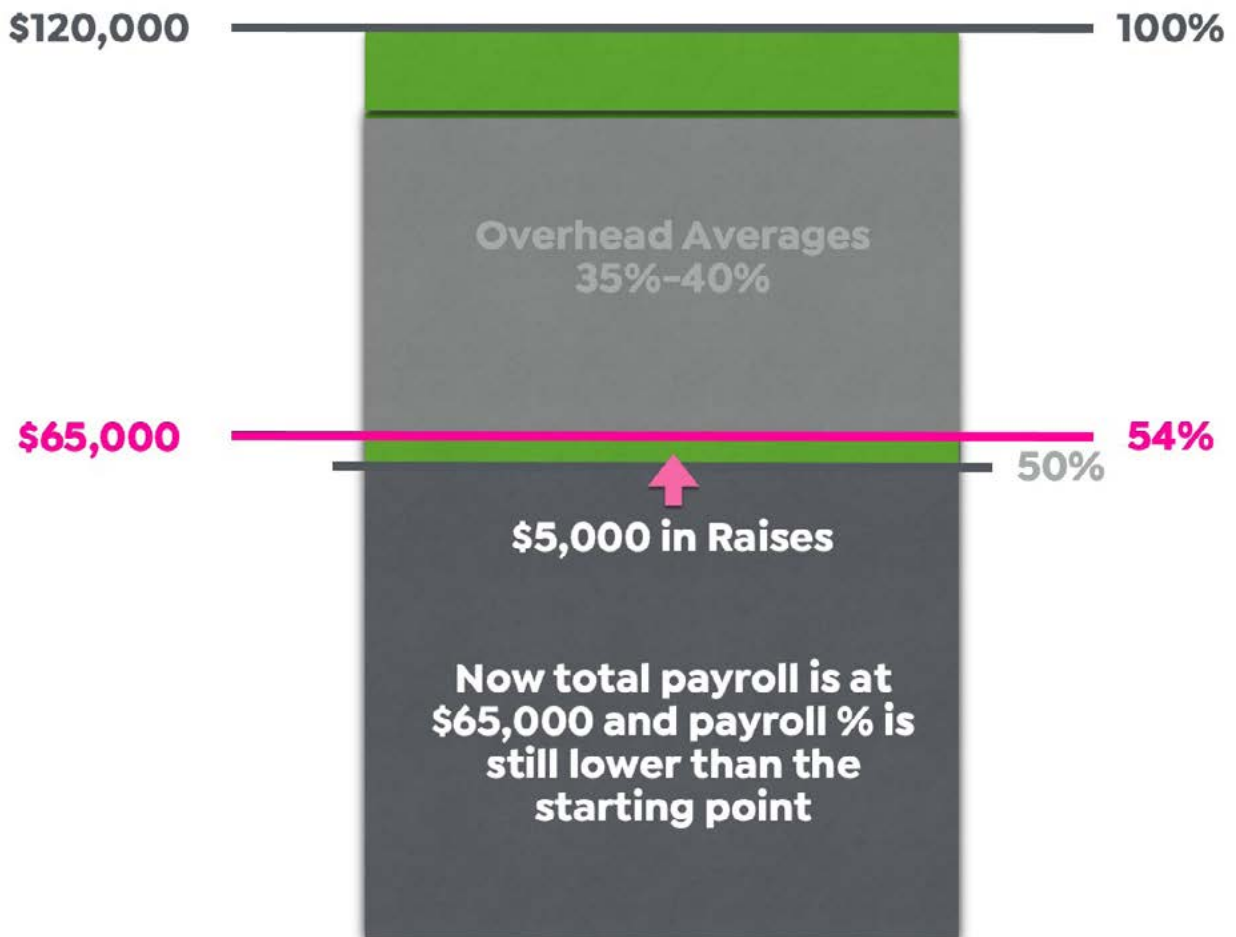 $120,000
100%
Overhead Averages
35%-40%
$65,000
54%
50%
$5,000 in Raises
Now total payroll is at
$65,000 and payroll % is
still lower than the
starting point